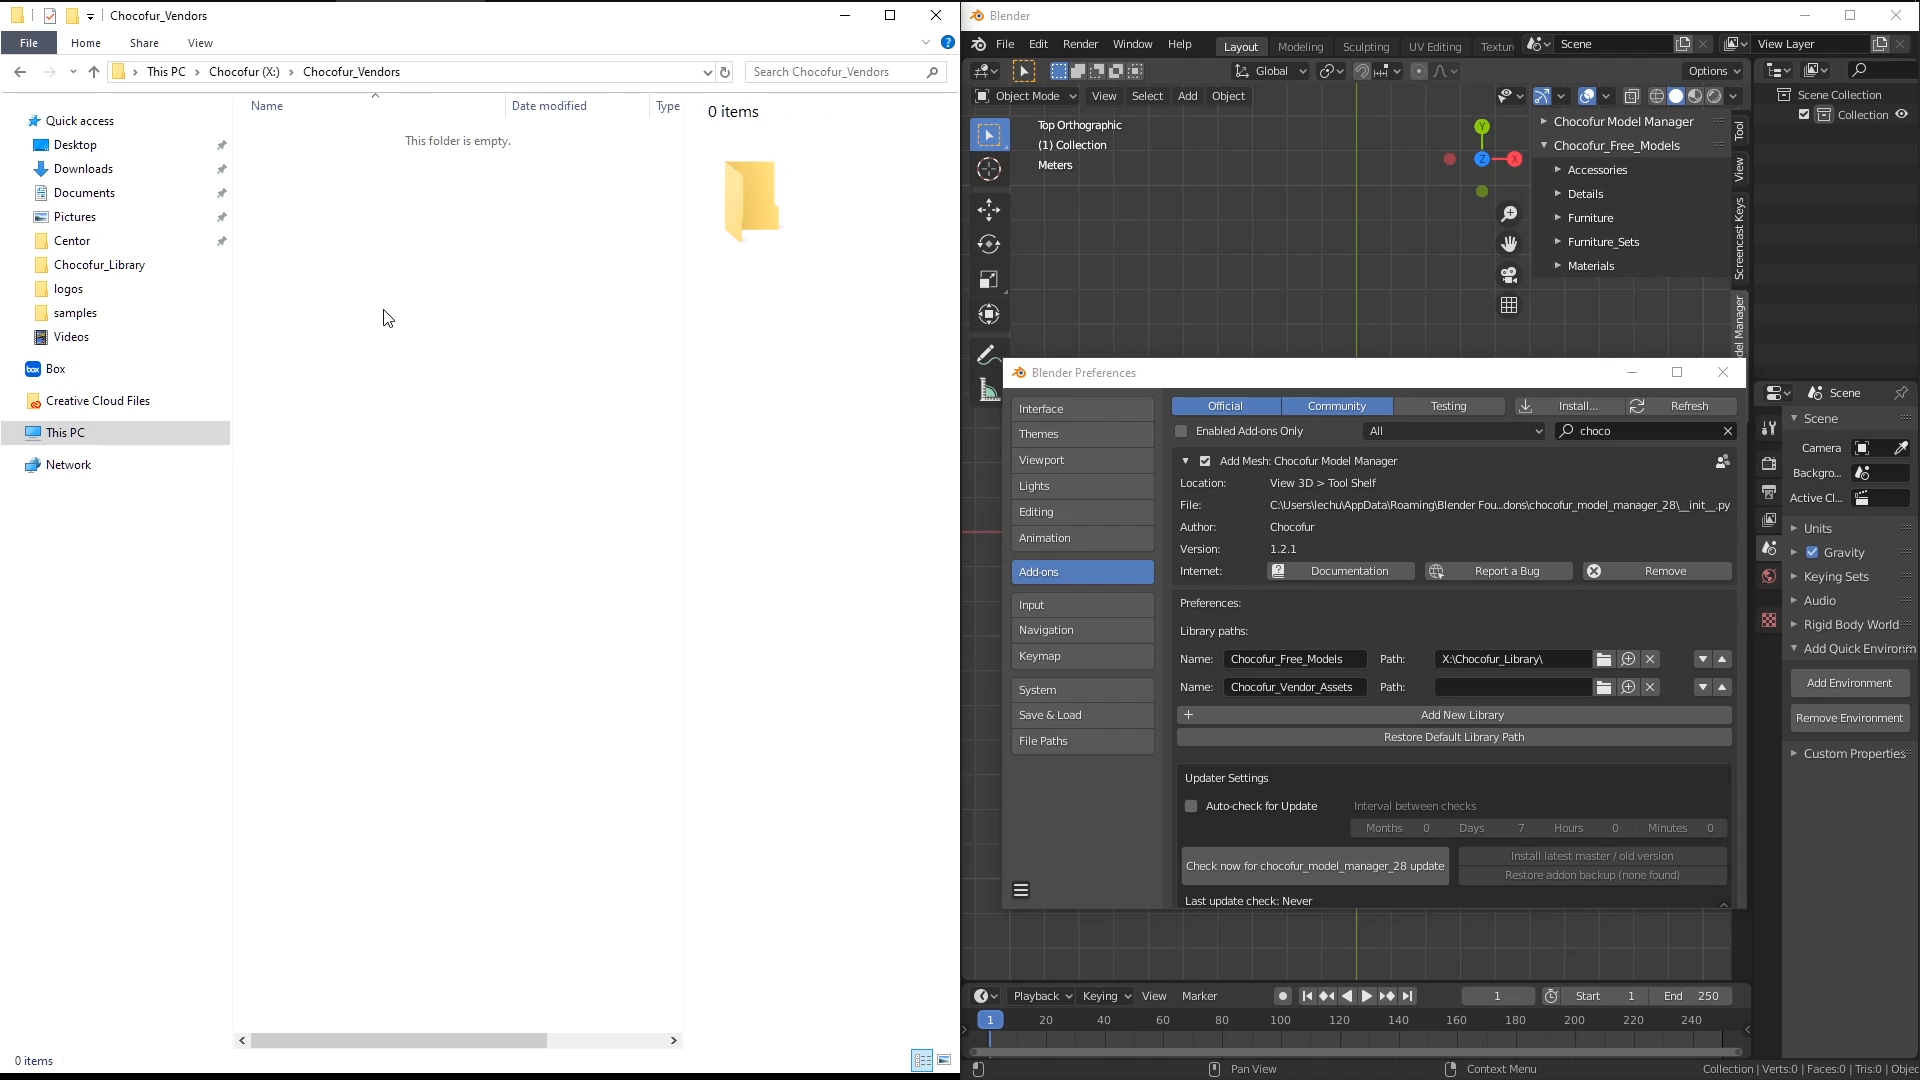 Chocofur_Vendors
File Home Share View
This PC Chocofur (X:) Chocofur_Vendors
Search Chocofur_Vendors
Quick access
Desktop
Downloads
Documents
Pictures
Centor
Chocofur_Library
logos
samples
Videos
Box
box
Creative Cloud Files
This PC
Network
Name Date modified Type
This folder is empty.
0 items
0 items
Blender
File Edit Render Window Help
Layout Modeling Sculpting UV Editing Textur
Scene
View Layer
Global
Options
Object Mode View Select Add Object
Top Orthographic
(1) Collection
Meters
Y
Z
X
Chocofur Model Manager
Chocofur_Free_Models
Accessories
Details
Furniture
Furniture_Sets
Materials
Tool
View
Screencast Keys
del Manager
Scene Collection
Collection
Blender Preferences
Interface
Themes
Viewport
Lights
Editing
Animation
Add-ons
Input
Navigation
Keymap
System
Save & Load
File Paths
Official Community Testing Install... Refresh
Enabled Add-ons Only All choco
Add Mesh: Chocofur Model Manager
Location: View 3D > Tool Shelf
File: C:\Users\lechu\AppData\Roaming\Blender Fou...dons\chocofur_model_manager_28\__init__.py
Author: Chocofur
Version: 1.2.1
Internet: Documentation Report a Bug Remove
Preferences:
Library paths:
Name: Chocofur_Free_Models Path: X:\Chocofur_Library\
Name: Chocofur_Vendor_Assets Path:
Add New Library
Restore Default Library Path
Updater Settings
Auto-check for Update Interval between checks
Months 0 Days 7 Hours 0 Minutes 0
Check now for chocofur_model_manager_28 update
Install latest master / old version
Restore addon backup (none found)
Last update check: Never
Scene
Scene
Camera
Backgro...
Active Cl...
Units
Gravity
Keying Sets
Audio
Rigid Body World
Add Quick Environm
Add Environment
Remove Environment
Custom Properties
Playback Keying View Marker
1 Start 1 End 250
1 20 40 60 80 100 120 140 160 180 200 220 240
Pan View
Context Menu
Collection | Verts:0 | Faces:0 | Tris:0 | Objec